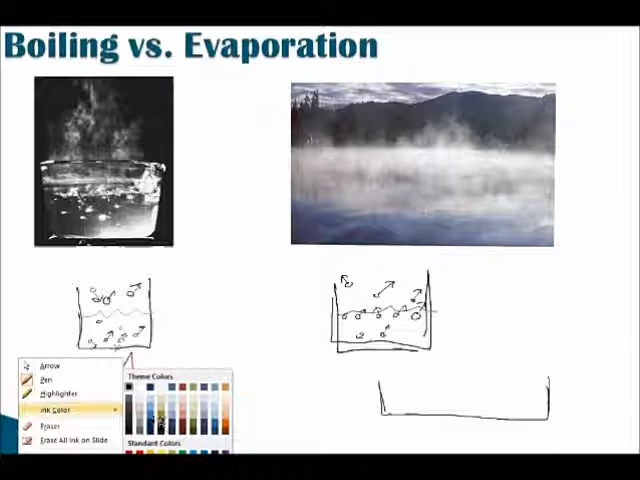 Boiling vs. Evaporation
Arrow
Pen
Highlighter
Ink Color
Eraser
Erase All Ink on Slide
Theme Colors
Standard Colors